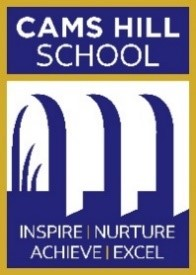 CAMS HILL
SCHOOL
INSPIRE | NURTURE
ACHIEVE | EXCEL